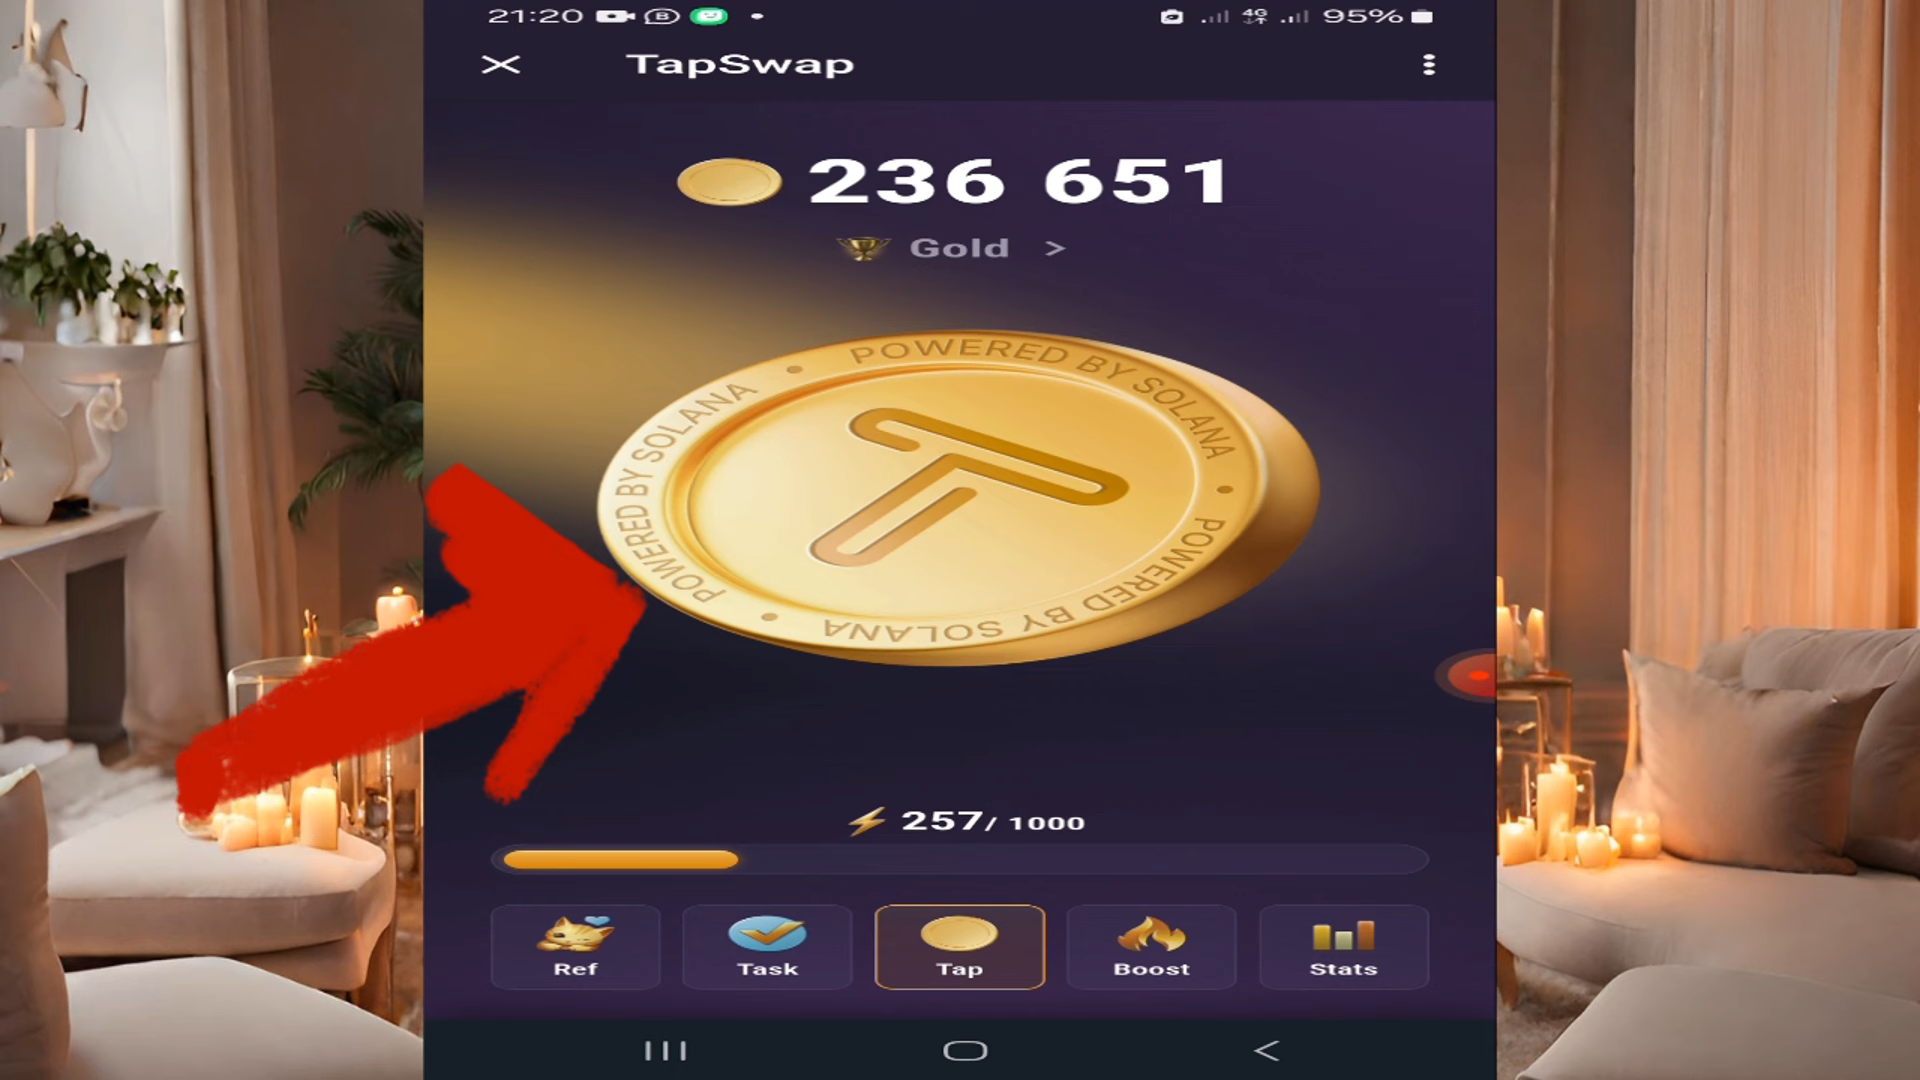 21:20 B 4G 95%
TapSwap
236 651
Gold >
POWERED BY SOLANA • POWERED BY SOLANA • POWERED BY SOLANA •
257/ 1000
Ref Task Tap Boost Stats